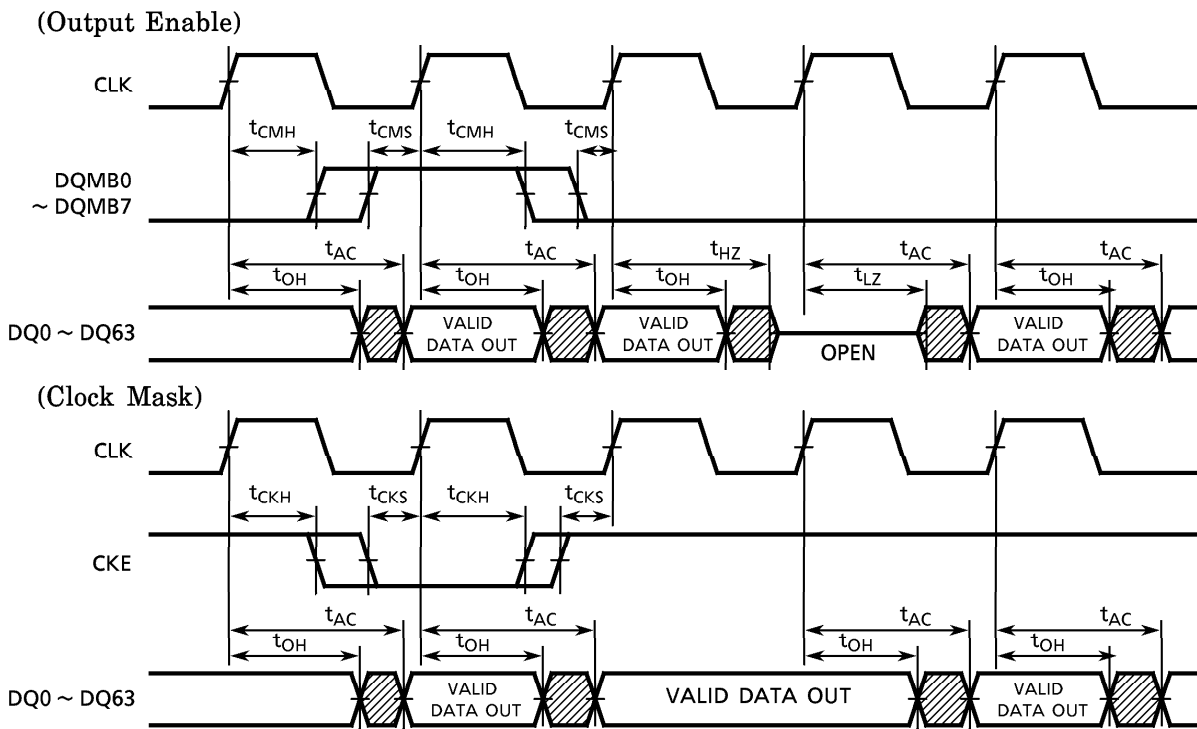 (Output Enable)
CLK
tCMH tCMS tCMH tCMS
DQMB0
~ DQMB7
tAC tAC tHZ tAC tAC
tOH tOH tOH tLZ tOH
DQ0 ~ DQ63
VALID DATA OUT
VALID DATA OUT
OPEN
VALID DATA OUT
(Clock Mask)
CLK
tCKH tCKS tCKH tCKS
CKE
tAC tAC tAC tAC
tOH tOH tOH tOH
DQ0 ~ DQ63
VALID DATA OUT
VALID DATA OUT
VALID DATA OUT